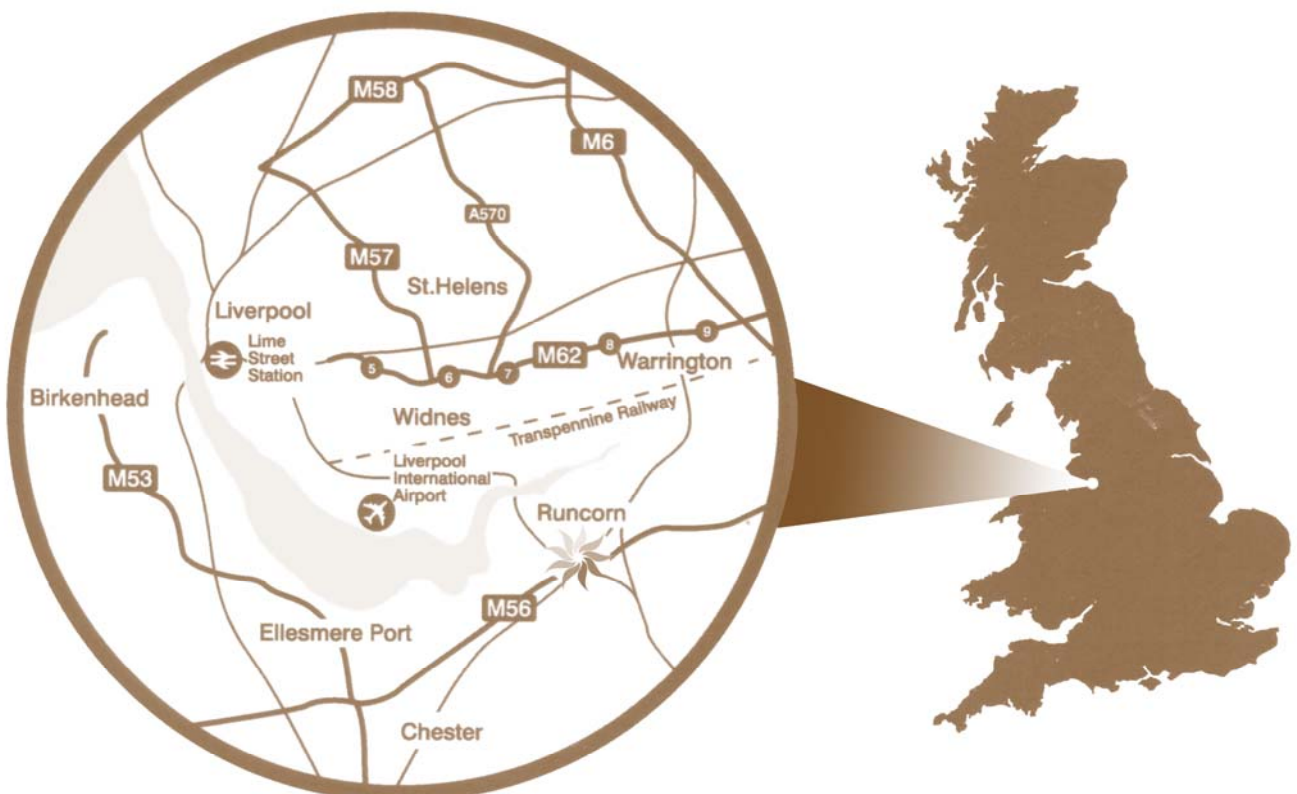 M58
M6
A570
M57
St.Helens
Liverpool
Lime
Street
Station
5
6
7
M62
8
9
Warrington
Birkenhead
Widnes
Transpennine Railway
M53
Liverpool
International
Airport
Runcorn
M56
Ellesmere Port
Chester